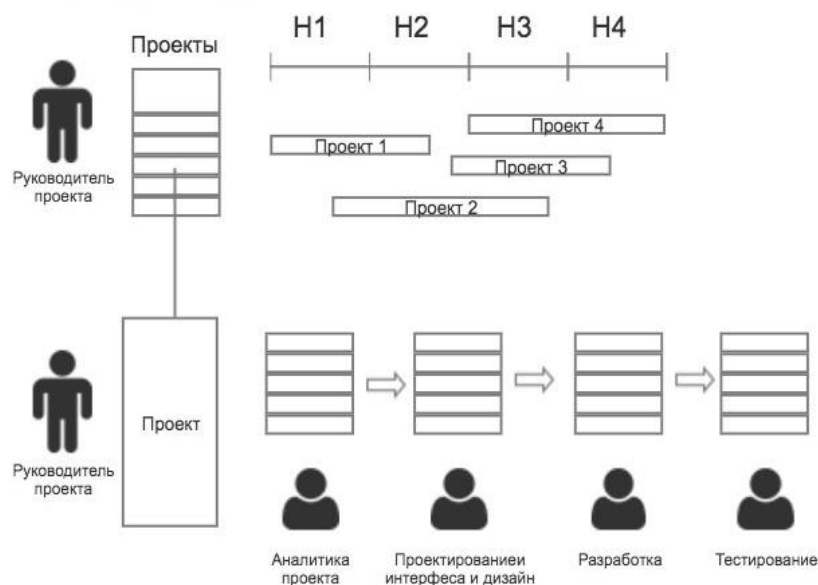 H1 H2 H3 H4
Проекты
Проект 4
Проект 1
Проект 3
Руководитель
проекта
Проект 2
Проект
Руководитель
проекта
Аналитика
проекта
Проектированиеи
интерфеса и дизайн
Разработка
Тестирование